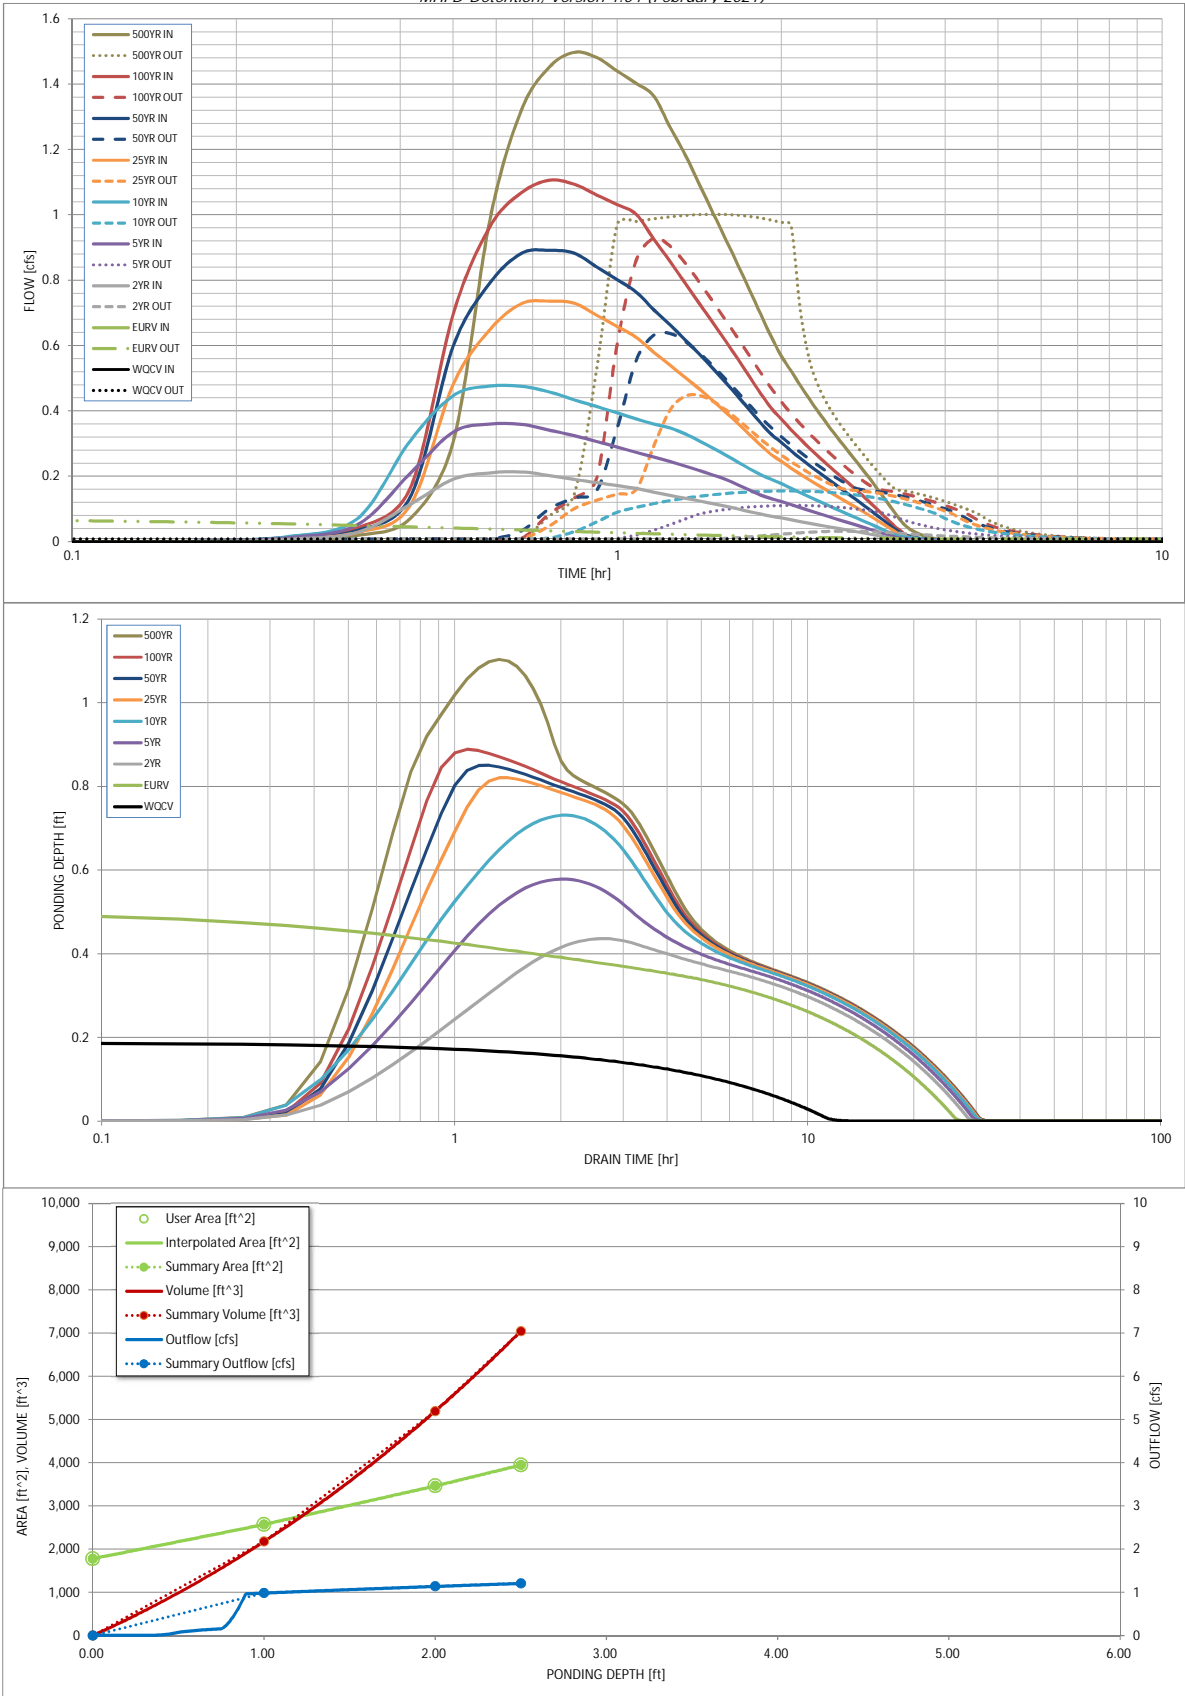 MHFD-Detention, Version 4.04 (February 2021)
1.6
1.4
1.2
1
0.8
0.6
0.4
0.2
0
FLOW [cfs]
500YR IN
500YR OUT
100YR IN
100YR OUT
50YR IN
50YR OUT
25YR IN
25YR OUT
10YR IN
10YR OUT
5YR IN
5YR OUT
2YR IN
2YR OUT
EURV IN
EURV OUT
WQCV IN
WQCV OUT
0.1
1
10
TIME [hr]
1.2
1
0.8
0.6
0.4
0.2
0
PONDING DEPTH [ft]
500YR
100YR
50YR
25YR
10YR
5YR
2YR
EURV
WQCV
0.1
1
10
100
DRAIN TIME [hr]
10,000
9,000
8,000
7,000
6,000
5,000
4,000
3,000
2,000
1,000
0
AREA [ft^2], VOLUME [ft^3]
User Area [ft^2]
Interpolated Area [ft^2]
Summary Area [ft^2]
Volume [ft^3]
Summary Volume [ft^3]
Outflow [cfs]
Summary Outflow [cfs]
10
9
8
7
6
5
4
3
2
1
0
OUTFLOW [cfs]
0.00
1.00
2.00
3.00
4.00
5.00
6.00
PONDING DEPTH [ft]